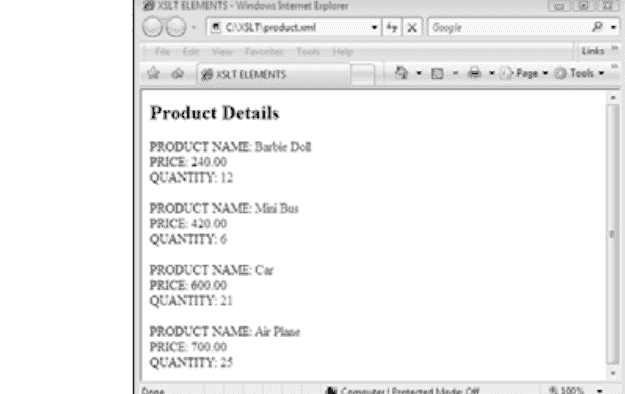 XSLT ELEMENTS - Windows Internet Explorer
C:\XSLT\product.xml
Google
File Edit View Favorites Tools Help
Links
XSLT ELEMENTS
Page
Tools
Product Details
PRODUCT NAME: Barbie Doll
PRICE: 240.00
QUANTITY: 12
PRODUCT NAME: Mini Bus
PRICE: 420.00
QUANTITY: 6
PRODUCT NAME: Car
PRICE: 600.00
QUANTITY: 21
PRODUCT NAME: Air Plane
PRICE: 700.00
QUANTITY: 25
Done
Computer | Protected Mode: Off
100%